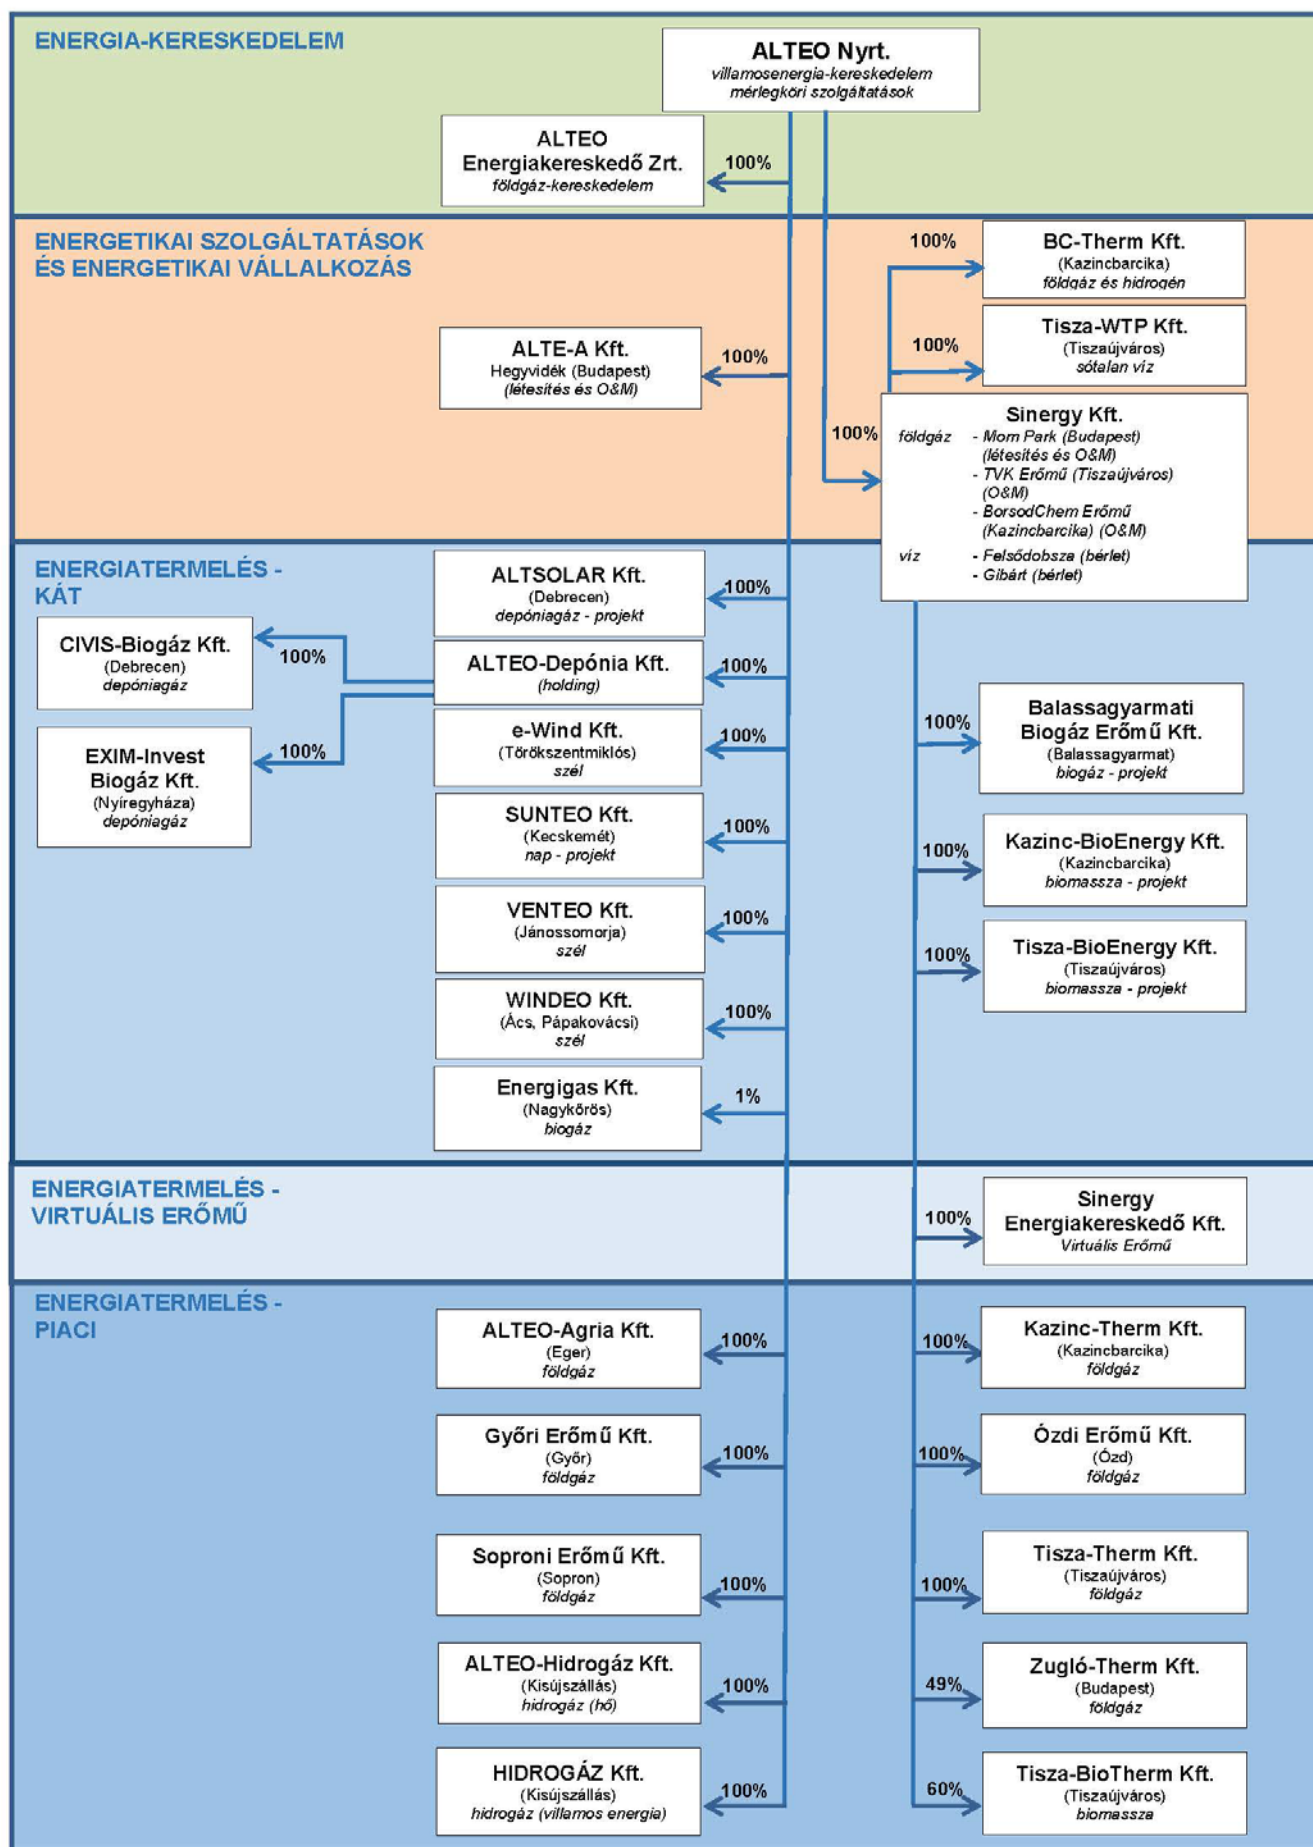 ENERGIA-KERESKEDELEM
ALTEO Nyrt.
villamosenergia-kereskedelem
mérlegköri szolgáltatások
ALTEO
Energiakereskedő Zrt.
földgáz-kereskedelem
100%
ENERGETIKAI SZOLGÁLTATÁSOK
ÉS ENERGETIKAI VÁLLALKOZÁS
100%
BC-Therm Kft.
(Kazincbarcika)
földgáz és hidrogén
ALTE-A Kft.
Hegyvidék (Budapest)
(létesítés és O&M)
100%
100%
Tisza-WTP Kft.
(Tiszaújváros)
sótalan víz
100%
Sinergy Kft.
földgáz - Mom Park (Budapest)
(létesítés és O&M)
- TVK Erőmű (Tiszaújváros)
(O&M)
- BorsodChem Erőmű
(Kazincbarcika) (O&M)
víz - Felsődobsza (bérlet)
- Gibárt (bérlet)
ENERGIATERMELÉS -
KÁT
ALTSOLAR Kft.
(Debrecen)
depóniagáz - projekt
100%
CIVIS-Biogáz Kft.
(Debrecen)
depóniagáz
100%
ALTEO-Depónia Kft.
(holding)
100%
EXIM-Invest
Biogáz Kft.
(Nyíregyháza)
depóniagáz
100%
e-Wind Kft.
(Törökszentmiklós)
szél
100%
100%
Balassagyarmati
Biogáz Erőmű Kft.
(Balassagyarmat)
biogáz - projekt
SUNTEO Kft.
(Kecskemét)
nap - projekt
100%
100%
Kazinc-BioEnergy Kft.
(Kazincbarcika)
biomassza - projekt
VENTEO Kft.
(Jánossomorja)
szél
100%
100%
Tisza-BioEnergy Kft.
(Tiszaújváros)
biomassza - projekt
WINDEO Kft.
(Ács, Pápakovácsi)
szél
100%
Energigas Kft.
(Nagykőrös)
biogáz
1%
ENERGIATERMELÉS -
VIRTUÁLIS ERŐMŰ
100%
Sinergy
Energiakereskedő Kft.
Virtuális Erőmű
ENERGIATERMELÉS -
PIACI
ALTEO-Agria Kft.
(Eger)
földgáz
100%
100%
Kazinc-Therm Kft.
(Kazincbarcika)
földgáz
Győri Erőmű Kft.
(Győr)
földgáz
100%
100%
Ózdi Erőmű Kft.
(Ózd)
földgáz
Soproni Erőmű Kft.
(Sopron)
földgáz
100%
100%
Tisza-Therm Kft.
(Tiszaújváros)
földgáz
ALTEO-Hidrogáz Kft.
(Kisújszállás)
hidrogáz (hő)
100%
49%
Zugló-Therm Kft.
(Budapest)
földgáz
HIDROGÁZ Kft.
(Kisújszállás)
hidrogáz (villamos energia)
100%
60%
Tisza-BioTherm Kft.
(Tiszaújváros)
biomassza